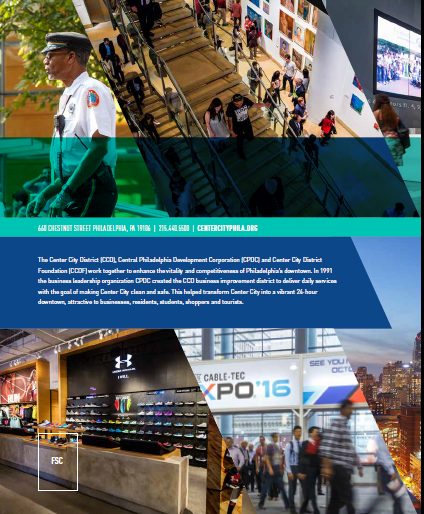 660 CHESTNUT STREET PHILADELPHIA, PA 19106 | 215.440.5500 | CENTERCITYPHILA.ORG
The Center City District (CCD), Central Philadelphia Development Corporation (CPDC) and Center City District
Foundation (CCDF) work together to enhance the vitality and competitiveness of Philadelphia's downtown. In 1991
the business leadership organization CPDC created the CCD business improvement district to deliver daily services
with the goal of making Center City clean and safe. This helped transform Center City into a vibrant 24-hour
downtown, attractive to businesses, residents, students, shoppers and tourists.
UNDER ARMOUR
I WILL.
SEE YOU
OCTO
CABLE-TEC
XPO'16
FSC